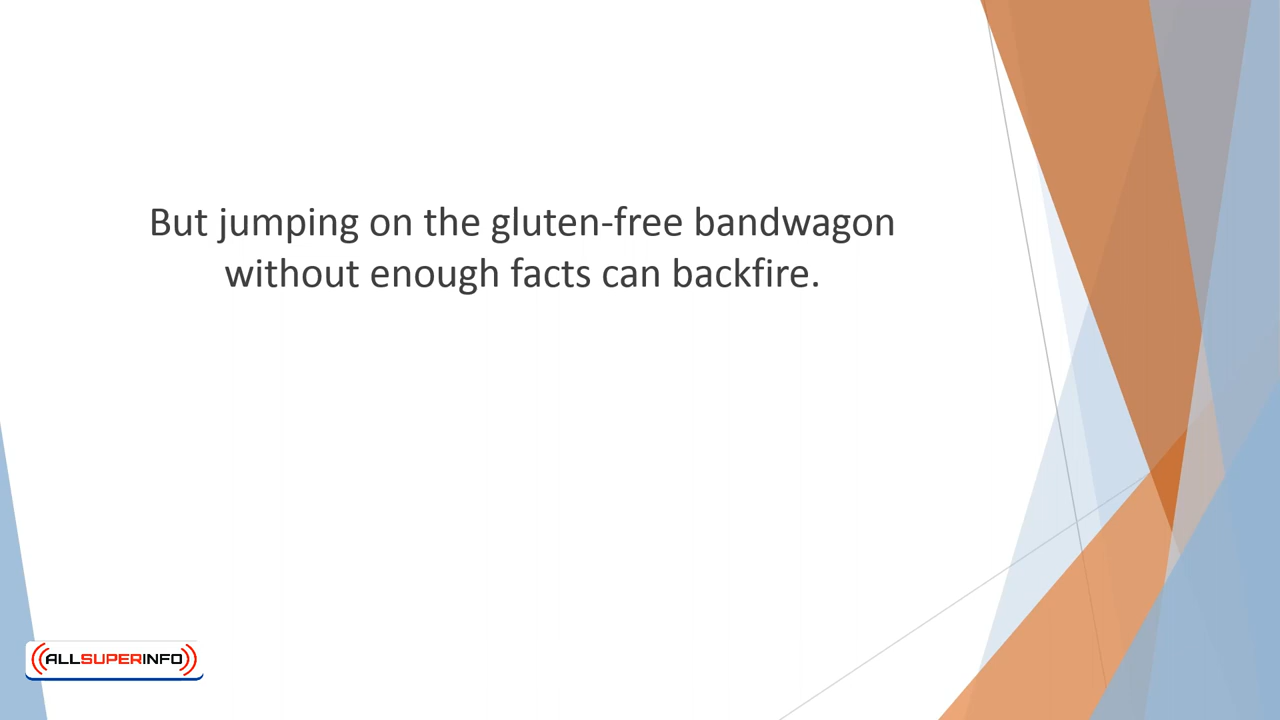 But jumping on the gluten-free bandwagon
without enough facts can backfire.
ALLSUPERINFO